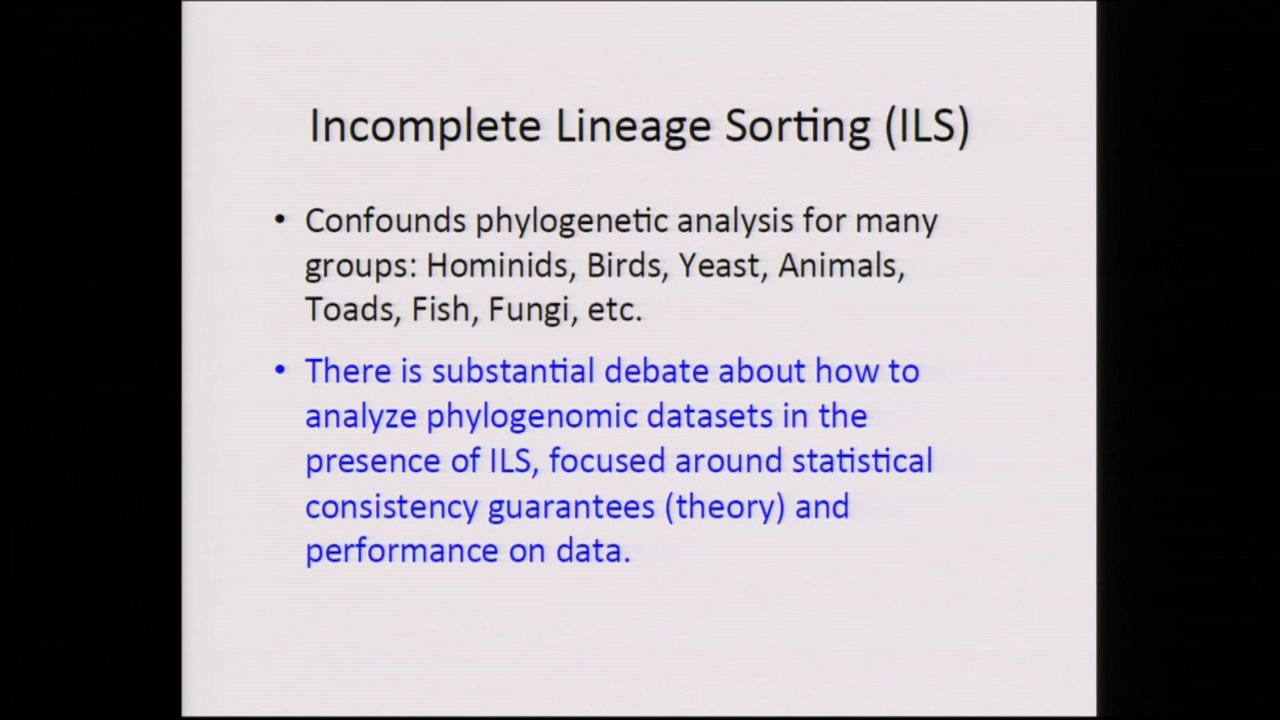 Incomplete Lineage Sorting (ILS)
• Confounds phylogenetic analysis for many
groups: Hominids, Birds, Yeast, Animals,
Toads, Fish, Fungi, etc.
• There is substantial debate about how to
analyze phylogenomic datasets in the
presence of ILS, focused around statistical
consistency guarantees (theory) and
performance on data.